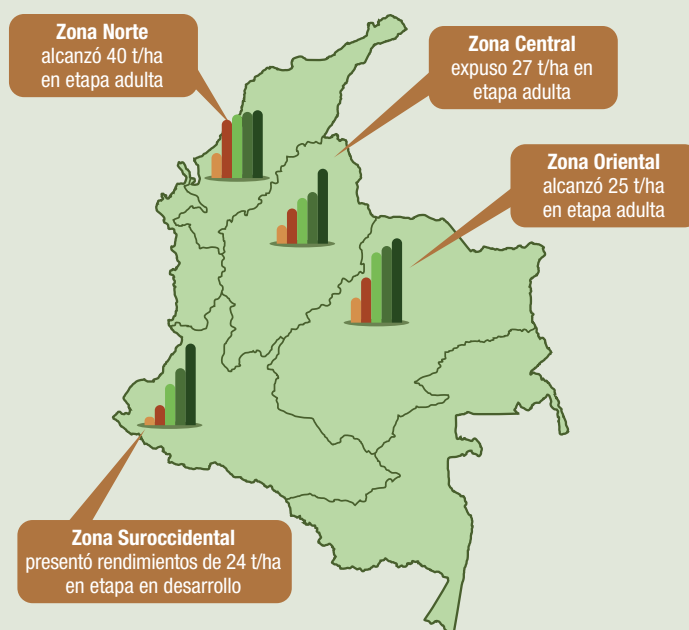 Zona Norte
alcanzó 40 t/ha
en etapa adulta
Zona Central
expuso 27 t/ha en
etapa adulta
Zona Oriental
alcanzó 25 t/ha
en etapa adulta
Zona Suroccidental
presentó rendimientos de 24 t/ha
en etapa en desarrollo